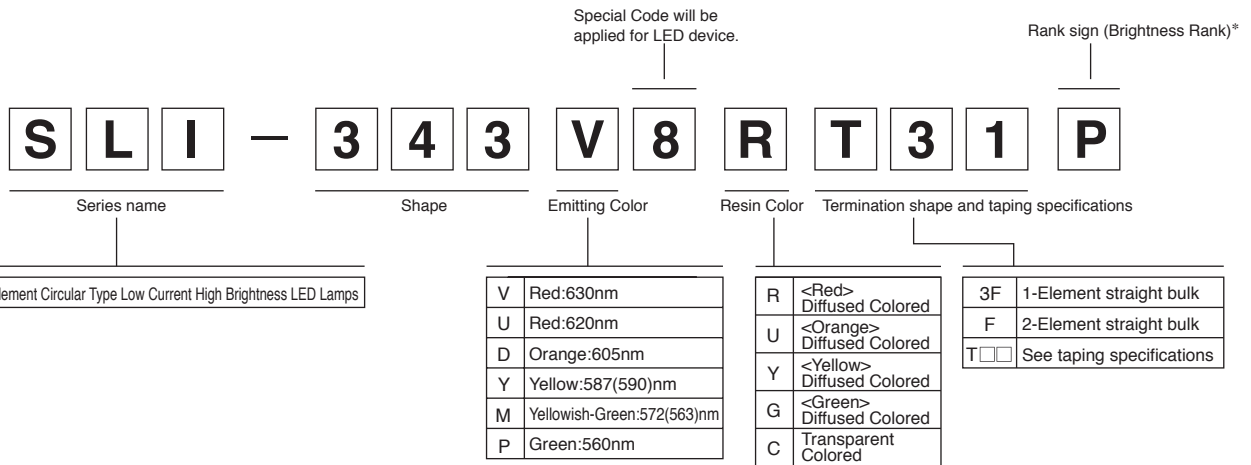 Special Code will be
applied for LED device.
Rank sign (Brightness Rank)*
S L I — 3 4 3 V 8 R T 3 1 P
Series name
Shape
Emitting Color
Resin Color
Termination shape and taping specifications
Circular Type Low Current High Brightness LED Lamps
V Red:630nm
U Red:620nm
D Orange:605nm
Y Yellow:587(590)nm
M Yellowish-Green:572(563)nm
P Green:560nm
R <Red>
Diffused Colored
U <Orange>
Diffused Colored
Y <Yellow>
Diffused Colored
G <Green>
Diffused Colored
C Transparent
Colored
3F 1-Element straight bulk
F 2-Element straight bulk
T□□ See taping specifications